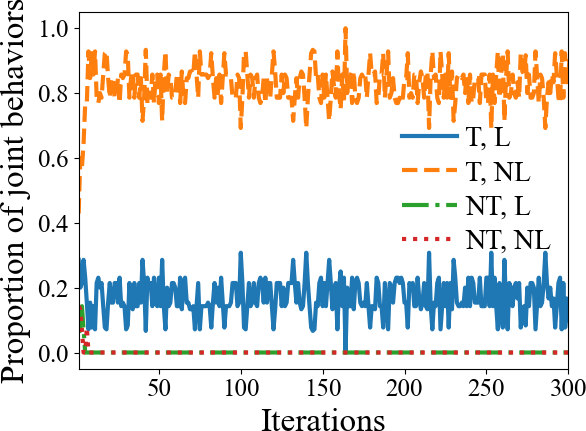 Proportion of joint behaviors
1.0
0.8
0.6
0.4
0.2
0.0
T, L
T, NL
NT, L
NT, NL
50 100 150 200 250 300
Iterations